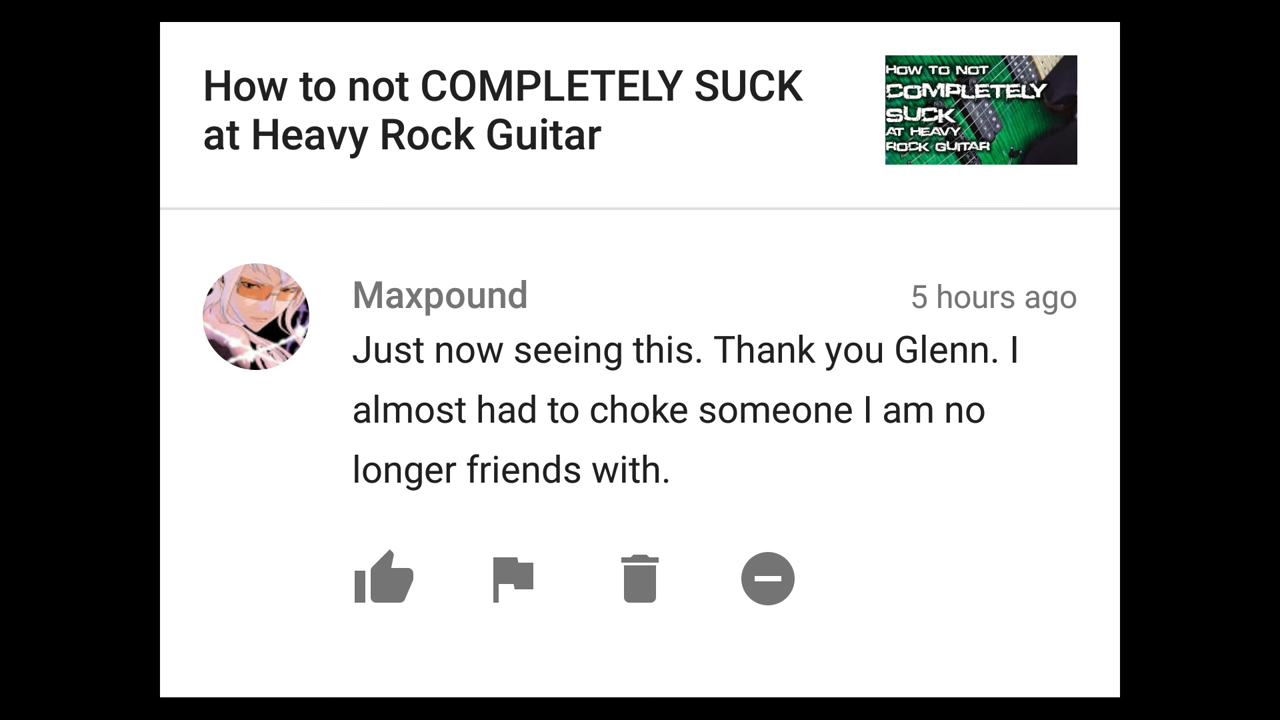 How to not COMPLETELY SUCK
at Heavy Rock Guitar
HOW TO NOT
COMPLETELY
SUCK
AT HEAVY
ROCK GUITAR
Maxpound
5 hours ago
Just now seeing this. Thank you Glenn. I
almost had to choke someone I am no
longer friends with.